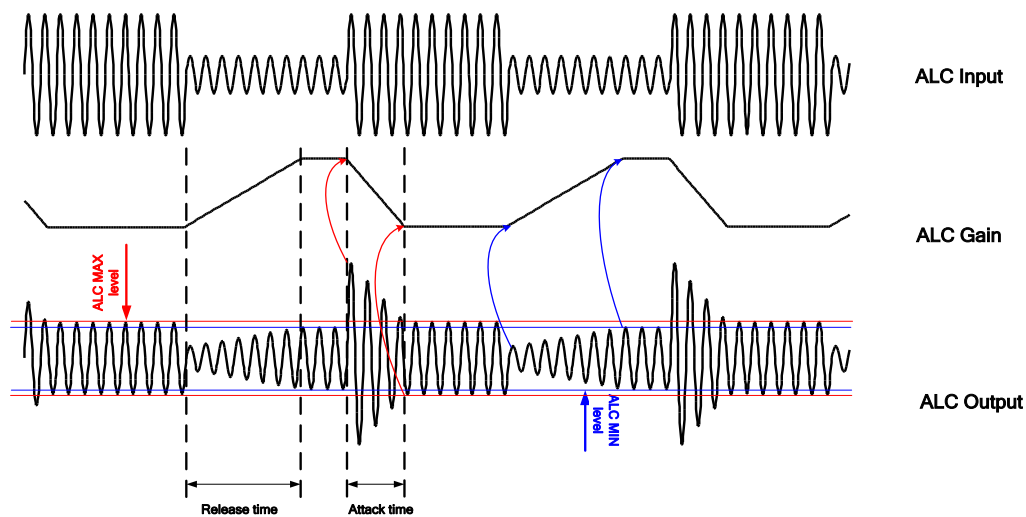 ALC Input
ALC Gain
ALC MAX
level
ALC MIN
level
ALC Output
Release time
Attack time